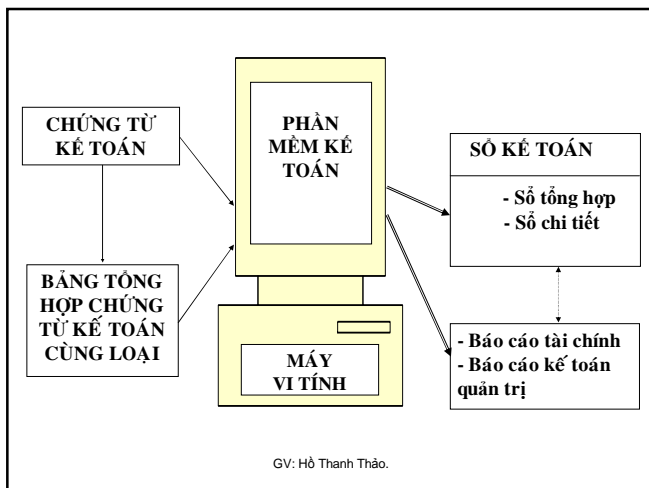 CHỨNG TỪ
KẾ TOÁN
BẢNG TỔNG
HỢP CHỨNG
TỪ KẾ TOÁN
CÙNG LOẠI
PHẦN
MỀM KẾ
TOÁN
MÁY
VI TÍNH
SỔ KẾ TOÁN
- Sổ tổng hợp
- Sổ chi tiết
- Báo cáo tài chính
- Báo cáo kế toán
quản trị
GV: Hồ Thanh Thảo.